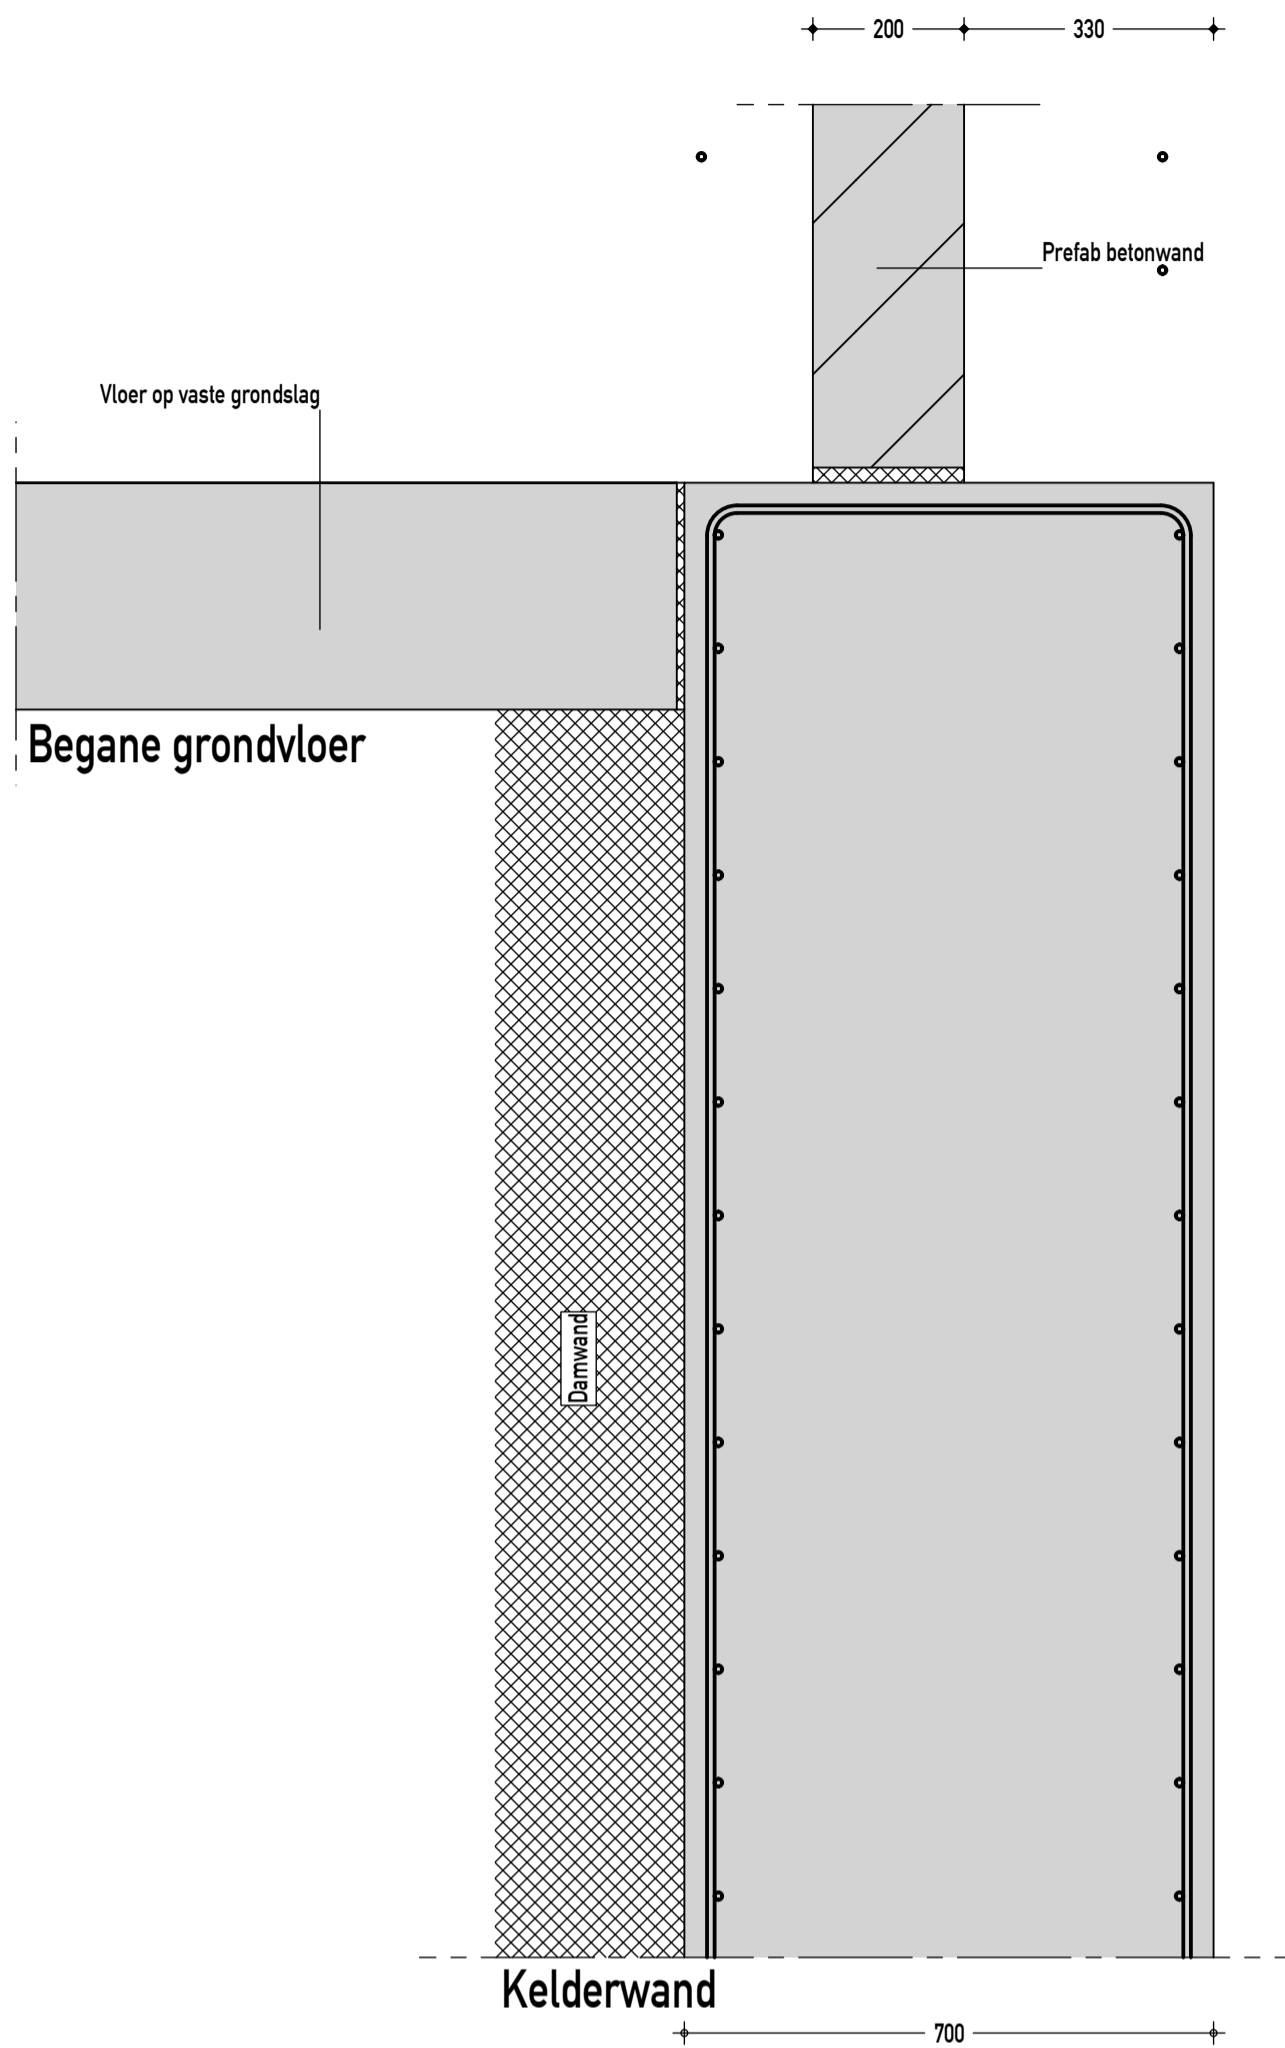 200
330
Prefab betonwand
Vloer op vaste grondslag
Begane grondvloer
Damwand
Kelderwand
700